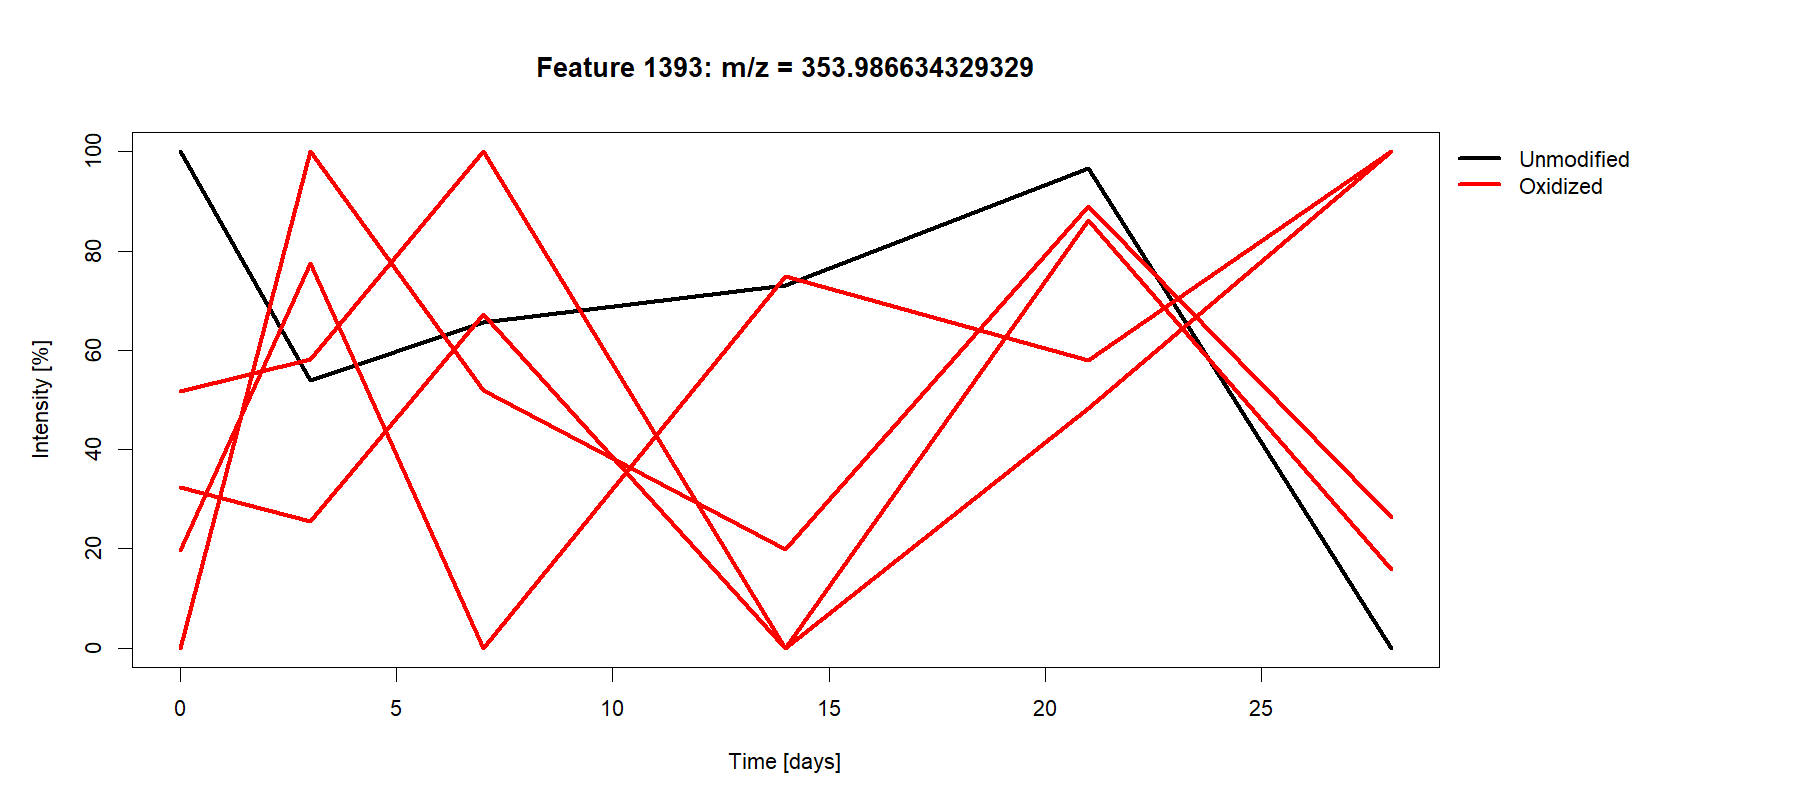 Feature 1393: m/z = 353.986634329329
Unmodified
Oxidized
Intensity [%]
100
80
60
40
20
0
0 5 10 15 20 25
Time [days]